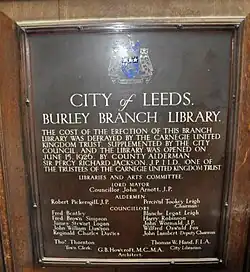 CITY of LEEDS.
BURLEY BRANCH LIBRARY.
THE COST OF THE ERECTION OF THIS BRANCH
LIBRARY WAS DEFRAYED BY THE CARNEGIE UNITED
KINGDOM TRUST SUPPLEMENTED BY THE CITY
COUNCIL AND THE LIBRARY WAS OPENED ON
JUNE 15, 1926, BY COUNTY ALDERMAN
SIR PERCY RICHARD JACKSON, J.P. LL.D. ONE OF
THE TRUSTEES OF THE CARNEGIE UNITED KINGDOM TRUST
LIBRARIES AND ARTS COMMITTEE.
LORD MAYOR
Councillor John Arnott, J.P.
ALDERMEN
Robert Pickersgill, J.P. Percival Tookey Leigh
Chairman
COUNCILLORS
Fred Bentley Blanche Legat Leigh
Fred Brown Simpson Harry Robinson
James Stewart Logan John
John William Dawson Wilfred Oswald Fox
Reginald Charles Davies John Lambert Deputy Chairman
Thos Thornton Thomas W. Hand, F.L.A.
Town Clerk. City Librarian
G.B. Howcroft, M.C., M.A.
Architect